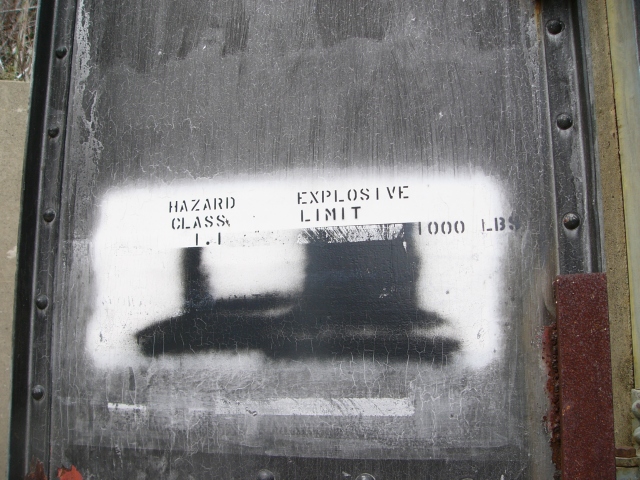 HAZARD EXPLOSIVE
CLASS LIMIT
1.1 1000 LBS